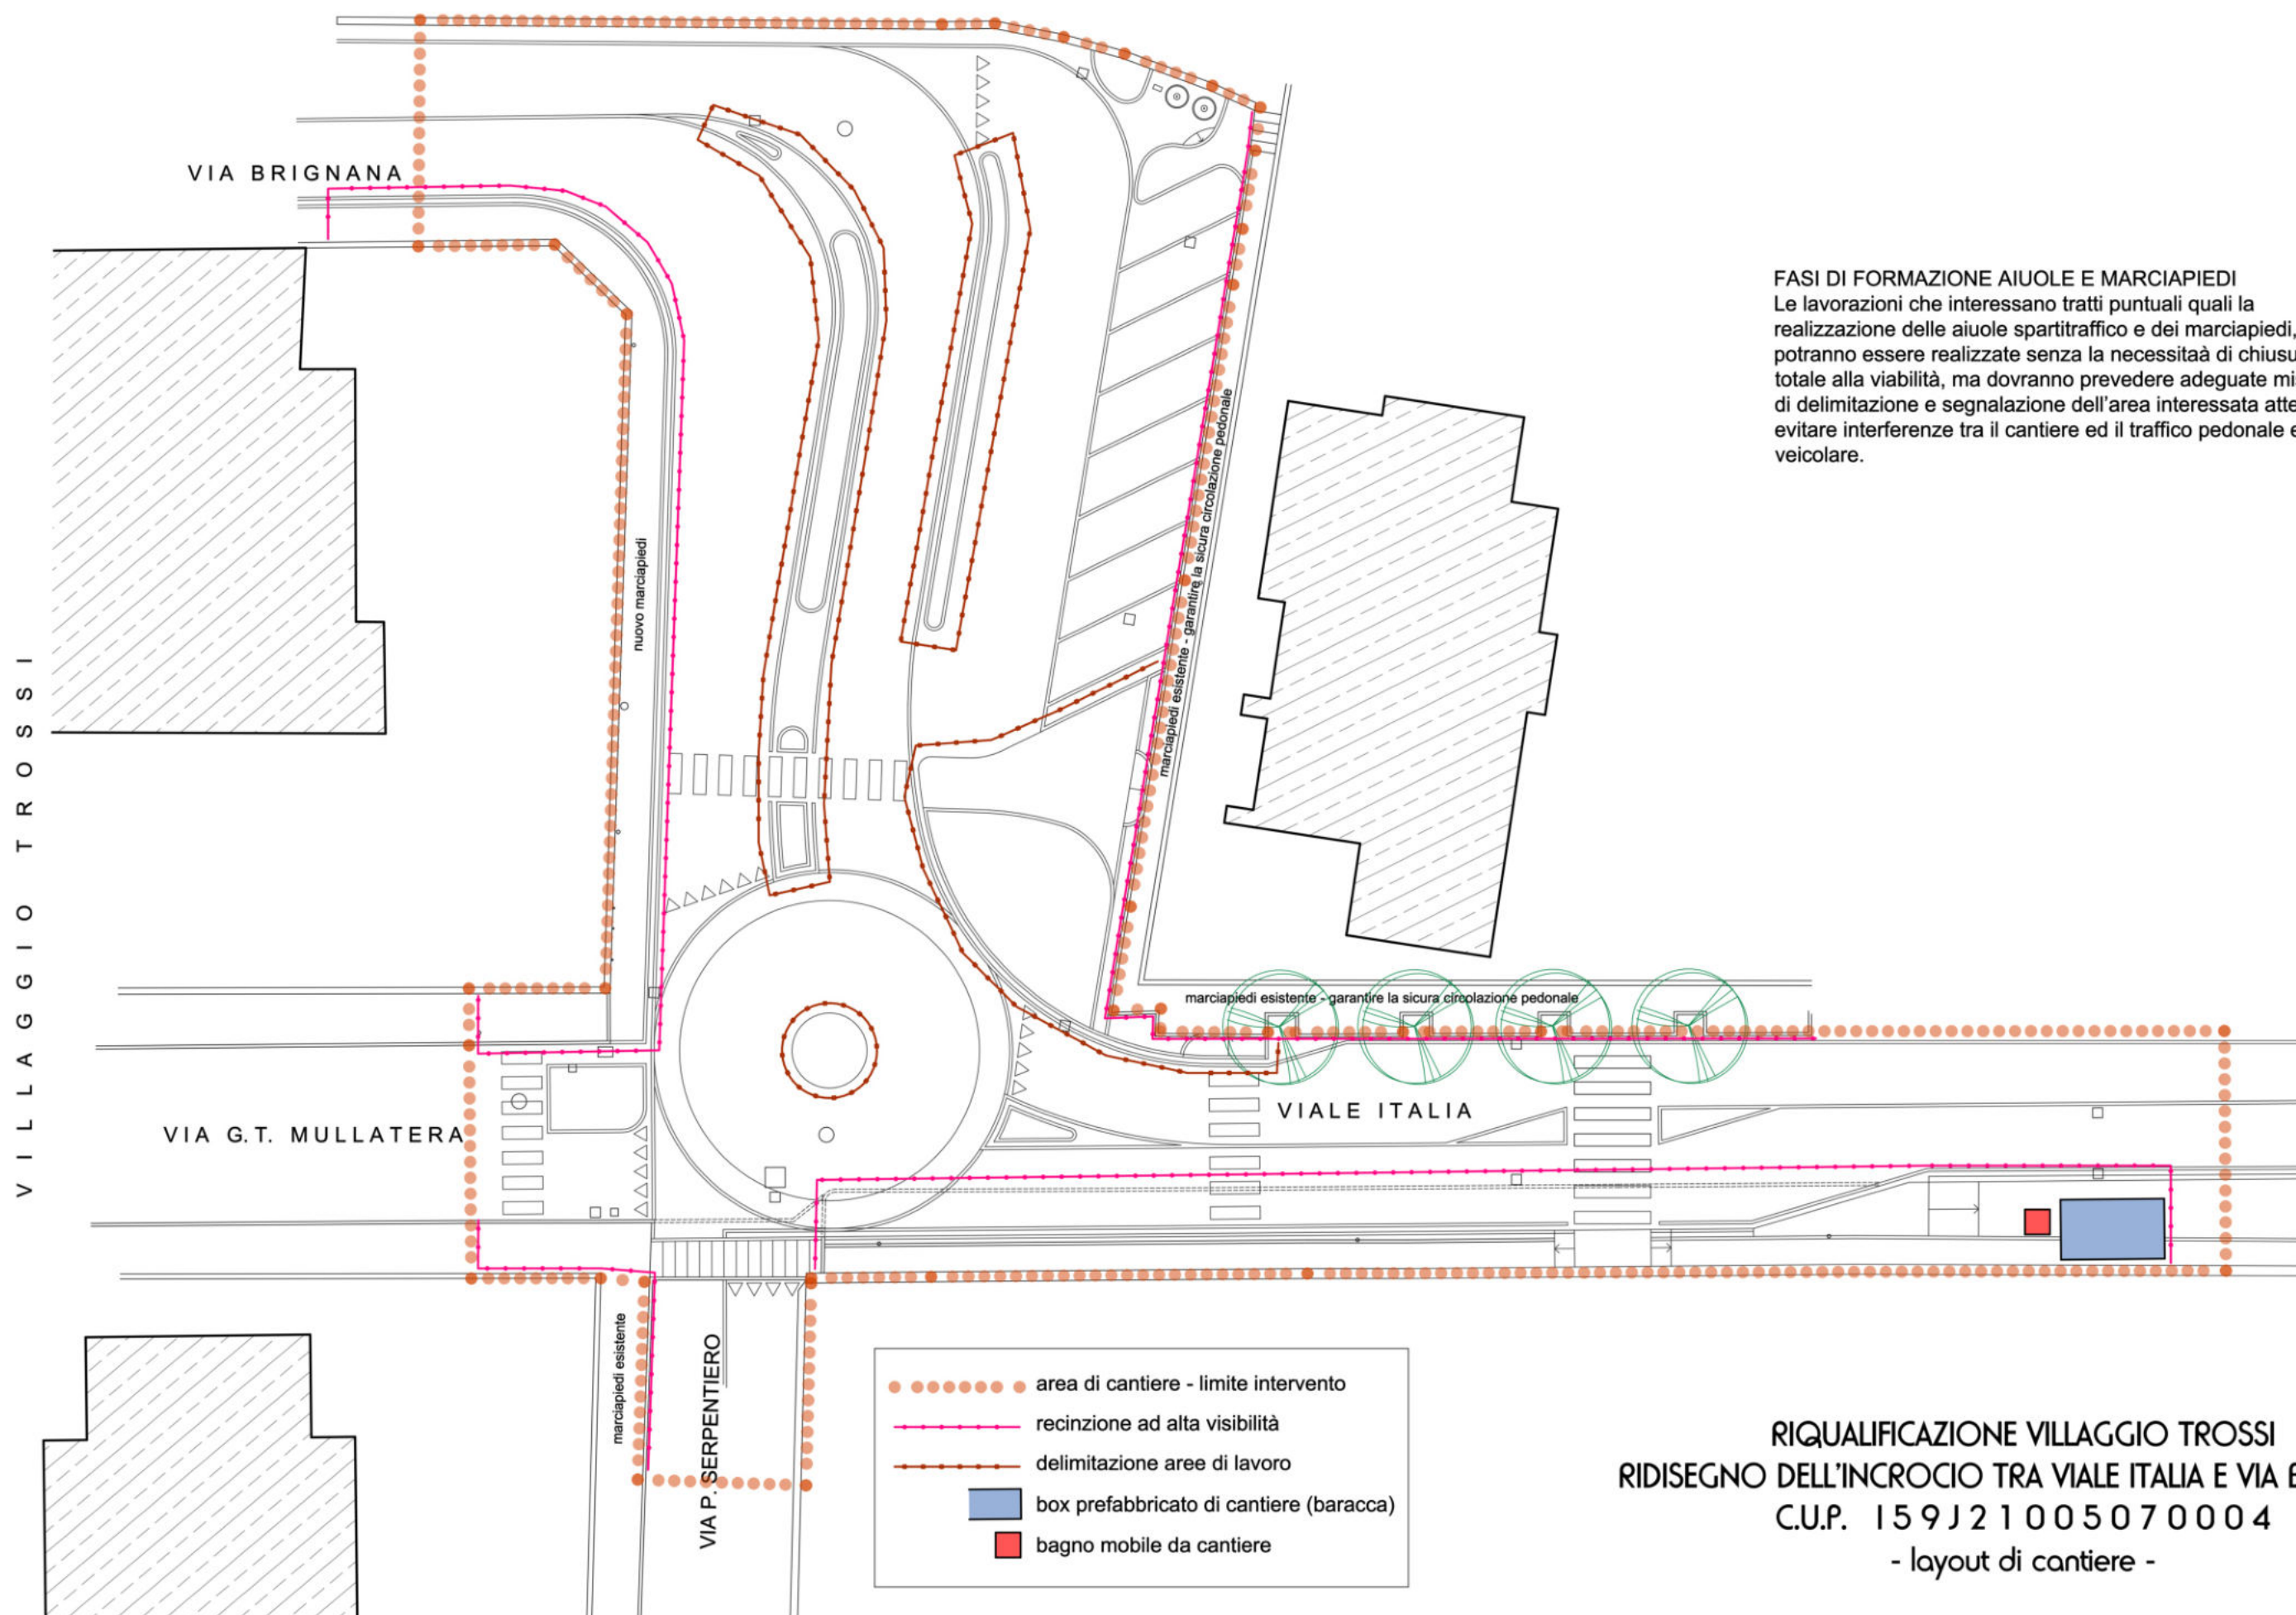 VIA BRIGNANA
FASI DI FORMAZIONE AIUOLE E MARCIAPIEDI
Le lavorazioni che interessano tratti puntuali quali la
realizzazione delle aiuole spartitraffico e dei marciapiedi,
potranno essere realizzate senza la necessitaà di
totale alla viabilità, ma dovranno prevedere adeguate
di delimitazione e segnalazione dell'area interessata
evitare interferenze tra il cantiere ed il traffico pedonale e
veicolare.
nuovo marciapiedi
marciapiedi esistente - garantire la sicura circolazione pedonale
VILLAGGIO TROSSI
marciapiedi esistente - garantire la sicura circolazione pedonale
VIALE ITALIA
VIA G.T. MULLATERA
marciapiedi esistente
VIA P. SERPENTIERO
area di cantiere - limite intervento
recinzione ad alta visibilità
delimitazione aree di lavoro
box prefabbricato di cantiere (baracca)
bagno mobile da cantiere
RIQUALIFICAZIONE VILLAGGIO TROSSI
RIDISEGNO DELL'INCROCIO TRA VIALE ITALIA E VIA
C.U.P. I59J21005070004
- layout di cantiere -